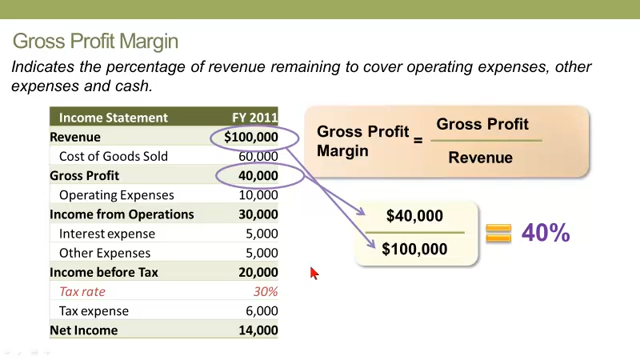 Gross Profit Margin
Indicates the percentage of revenue remaining to cover operating expenses, other
expenses and cash.
Income Statement FY 2011
Revenue $100,000
Cost of Goods Sold 60,000
Gross Profit 40,000
Operating Expenses 10,000
Income from Operations 30,000
Interest expense 5,000
Other Expenses 5,000
Income before Tax 20,000
Tax rate 30%
Tax expense 6,000
Net Income 14,000
Gross Profit
Margin
=
Gross Profit
Revenue
$40,000
$100,000
= 40%